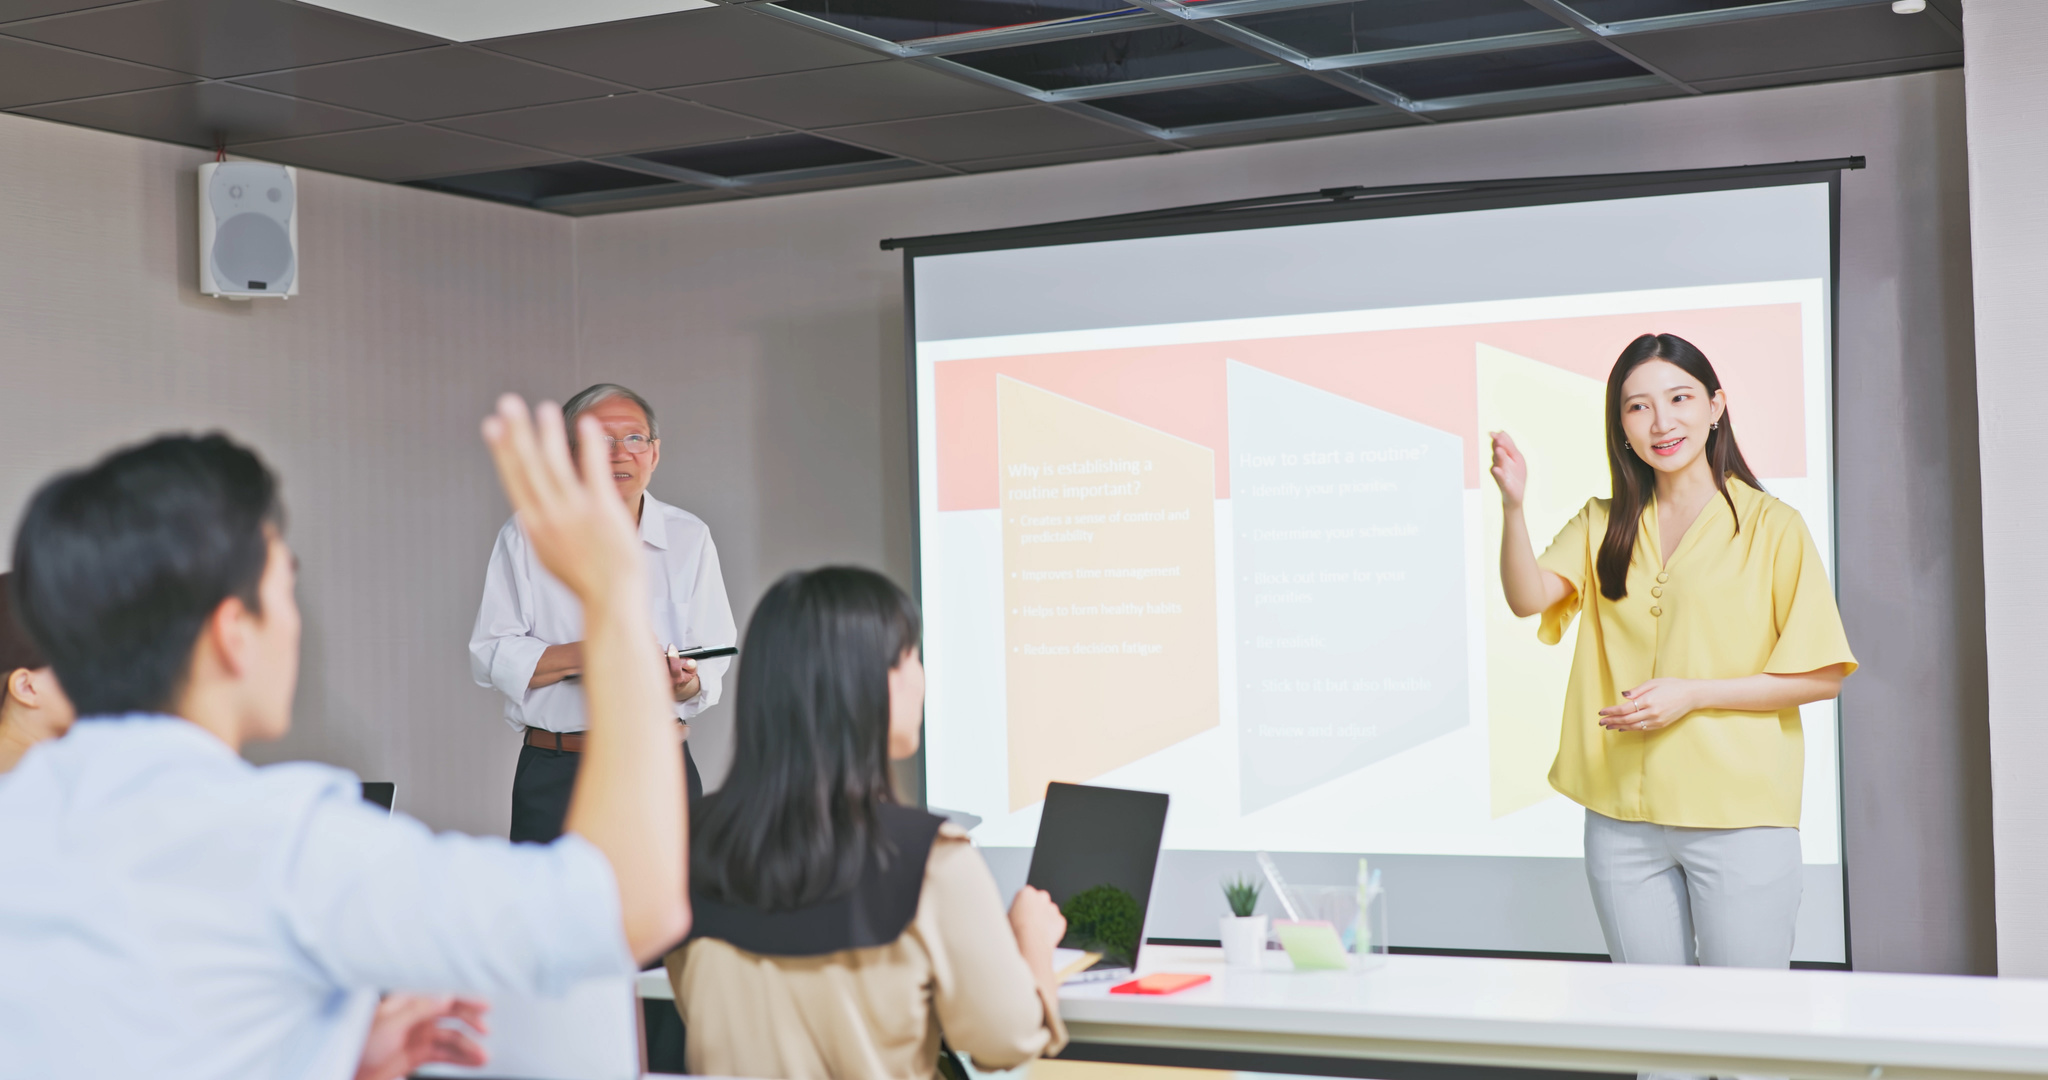 Why is establishing a
routine important?
• Creates a sense of control and
predictability
• Improves time management
• Helps to form healthy habits
• Reduces decision fatigue
How to start a routine?
• Identify your priorities
• Determine your schedule
• Block out time for your
priorities
• Be realistic
• Stick to it but also flexible
• Review and adjust